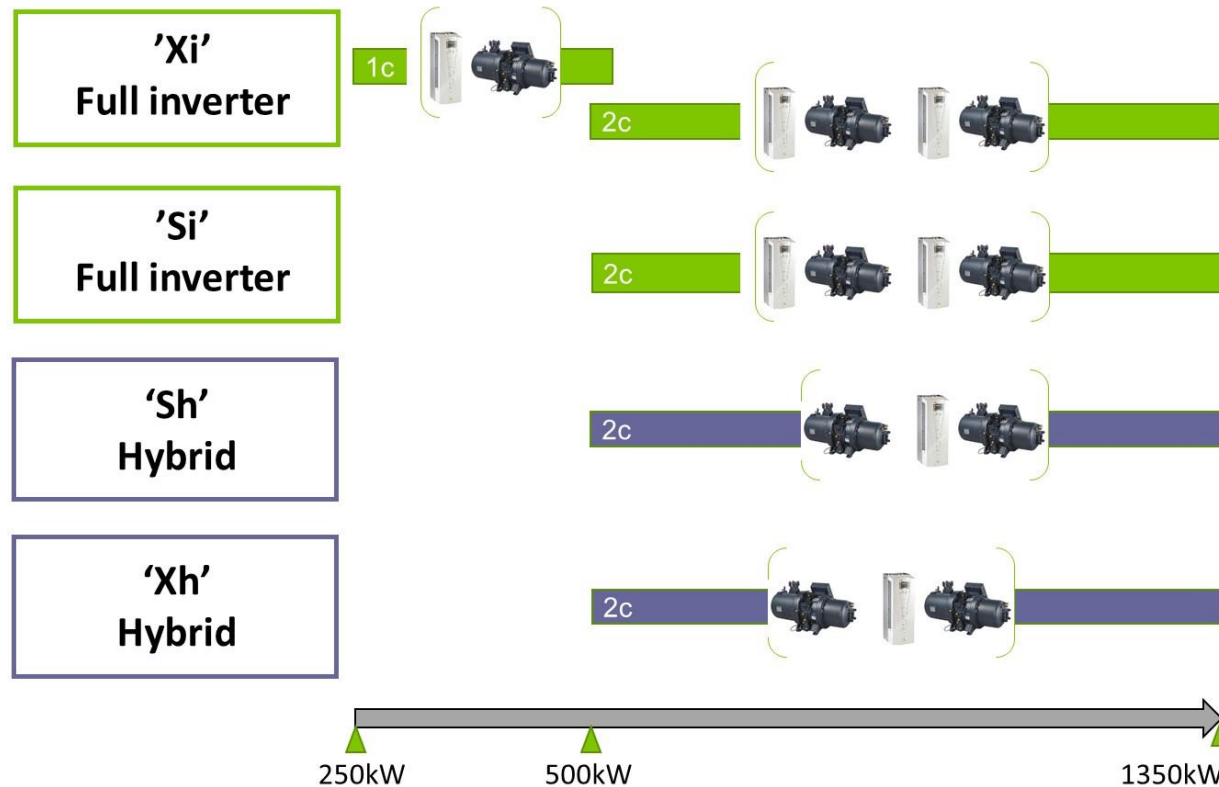 ’Xi’
Full inverter
1c
2c
’Si’
Full inverter
2c
‘Sh’
Hybrid
2c
‘Xh’
Hybrid
2c
250kW
500kW
1350kW